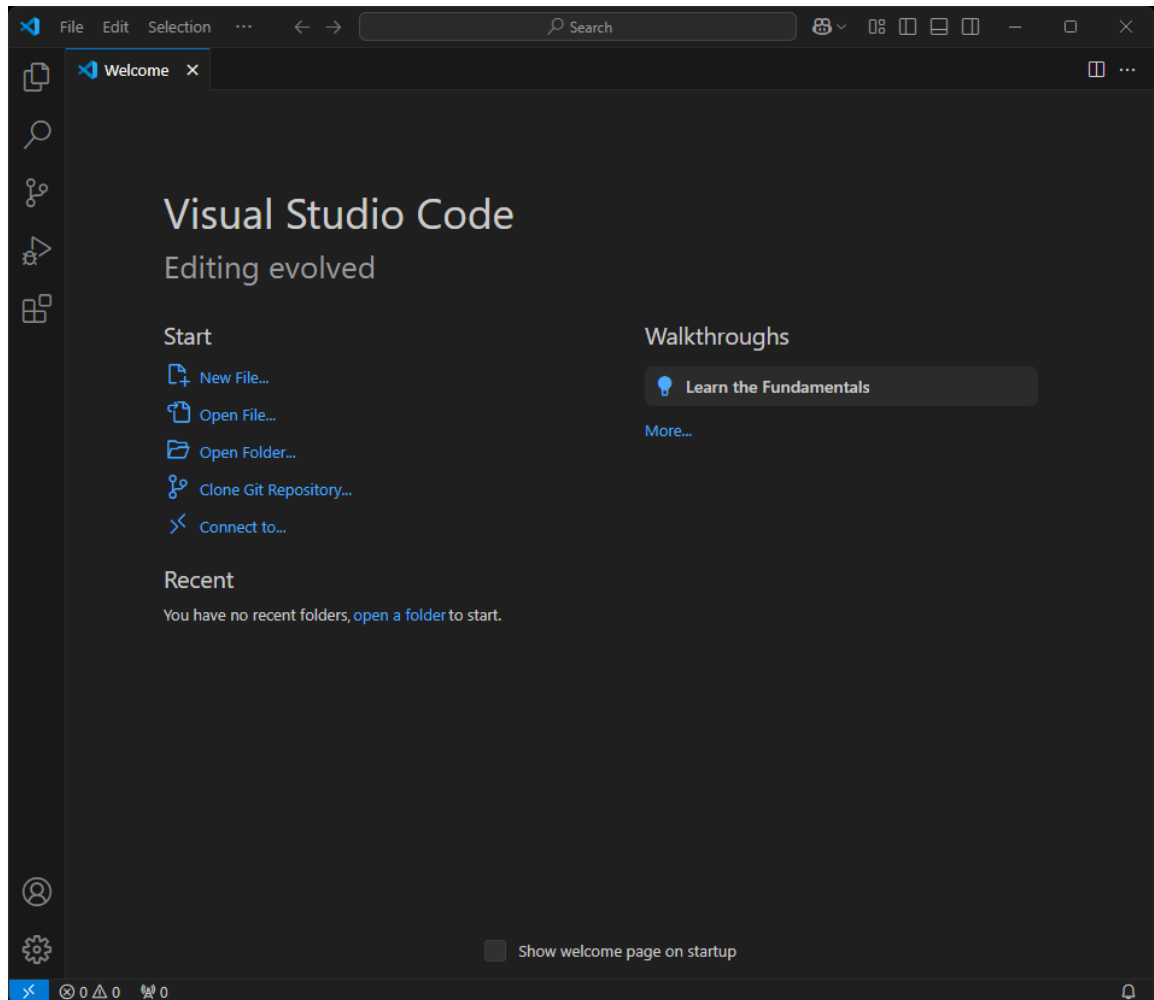 File Edit Selection ··· Search
Welcome
Visual Studio Code
Editing evolved
Start
New File...
Open File...
Open Folder...
Clone Git Repository...
Connect to...
Recent
You have no recent folders, open a folder to start.
Walkthroughs
Learn the Fundamentals
More...
Show welcome page on startup
0 0 0